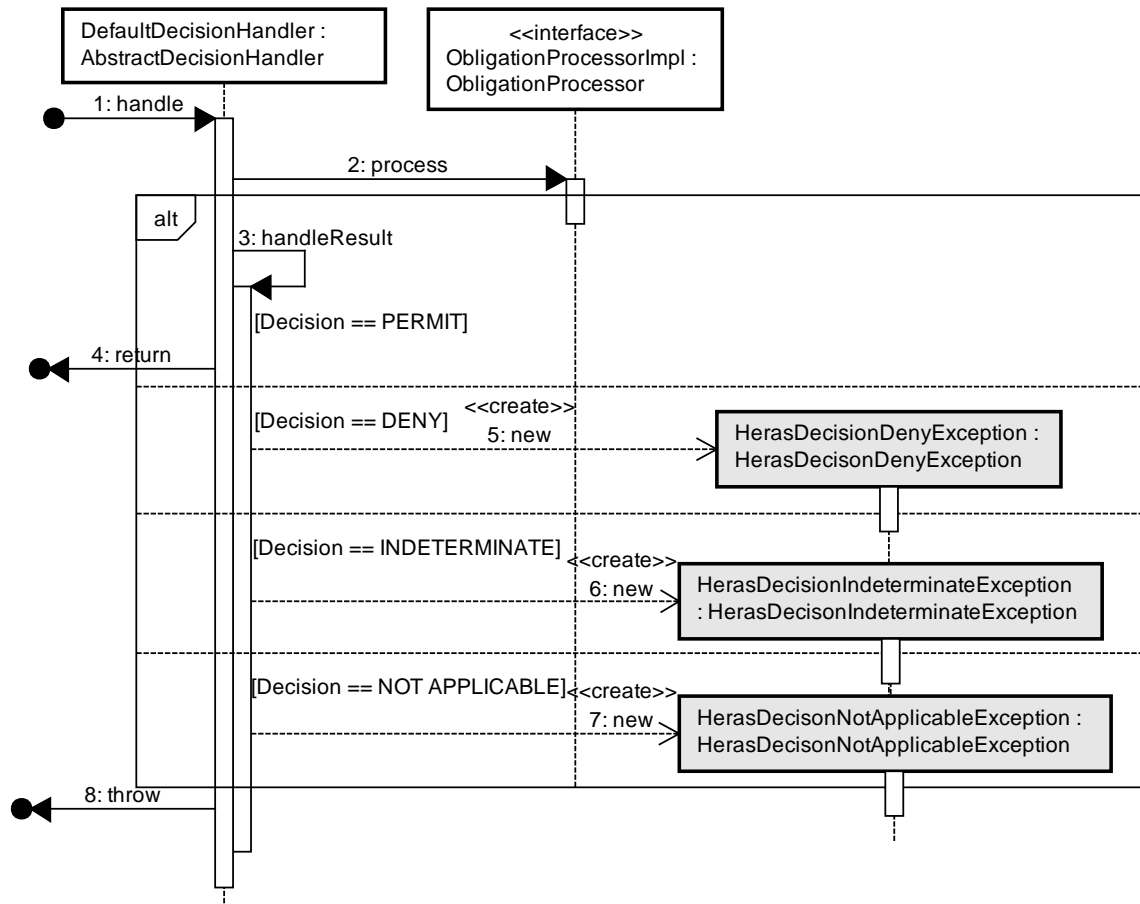 DefaultDecisionHandler :
AbstractDecisionHandler
<<interface>>
ObligationProcessorImpl :
ObligationProcessor
1: handle
2: process
alt
3: handleResult
[Decision == PERMIT]
4: return
[Decision == DENY]
<<create>>
5: new
HerasDecisionDenyException :
HerasDecisonDenyException
[Decision == INDETERMINATE]
<<create>>
6: new
HerasDecisionIndeterminateException
: HerasDecisonIndeterminateException
[Decision == NOT APPLICABLE]
<<create>>
7: new
HerasDecisonNotApplicableException :
HerasDecisonNotApplicableException
8: throw